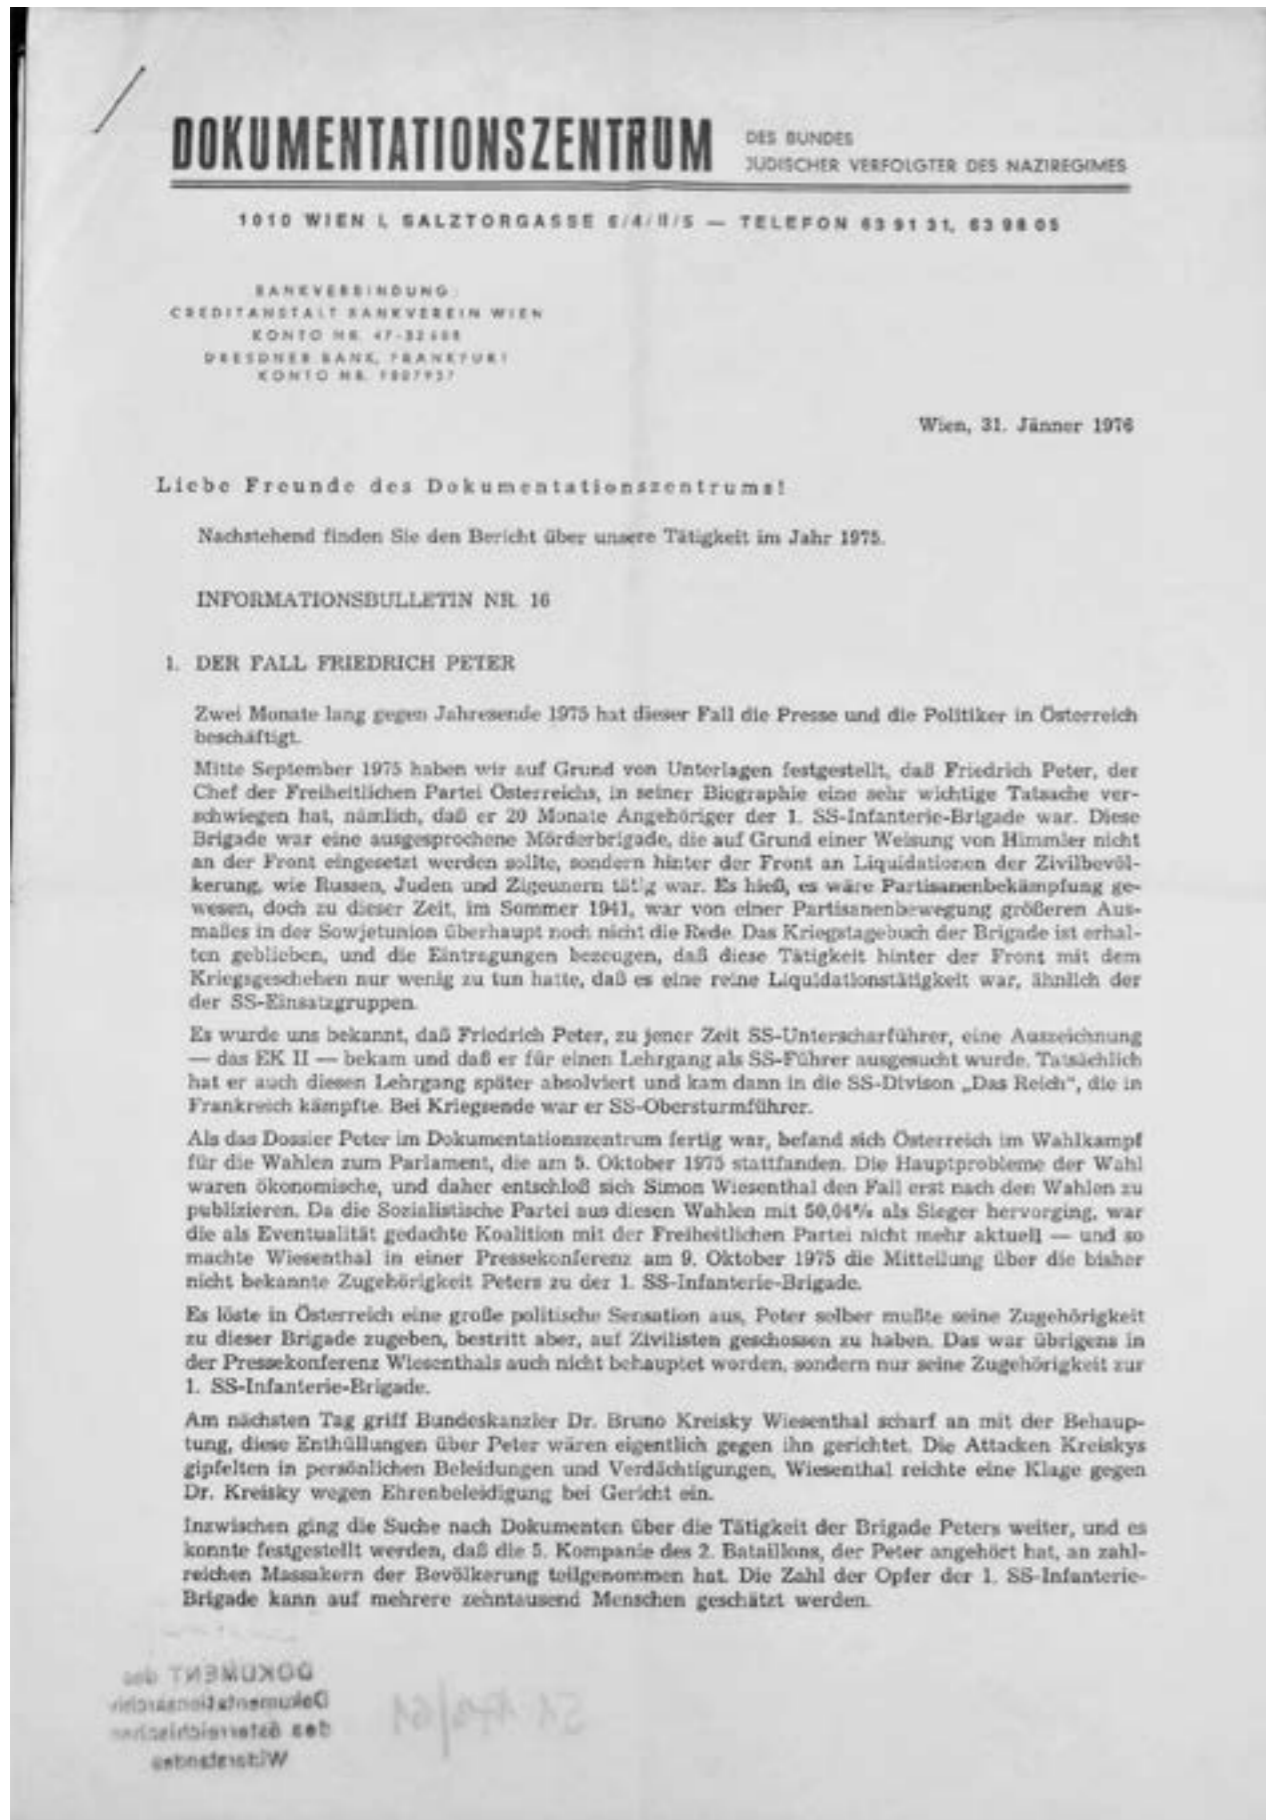 DOKUMENTATIONSZENTRUM
DES BUNDES
JÜDISCHER VERFOLGTER DES NAZIREGIMES
1010 WIEN I, SALZTORGASSE 6/4/II/5 — TELEFON 63 91 31, 63 98 05
BANKVERBINDUNG:
CREDITANSTALT BANKVEREIN WIEN
KONTO NR. 47-32 608
DRESDNER BANK, FRANKFURT
KONTO NR. 9807957
Wien, 31. Jänner 1976
Liebe Freunde des Dokumentationszentrums!
Nachstehend finden Sie den Bericht über unsere Tätigkeit im Jahr 1975.
INFORMATIONSBULLETIN NR. 16
1. DER FALL FRIEDRICH PETER
Zwei Monate lang gegen Jahresende 1975 hat dieser Fall die Presse und die Politiker in Österreich
beschäftigt.
Mitte September 1975 haben wir auf Grund von Unterlagen festgestellt, daß Friedrich Peter, der
Chef der Freiheitlichen Partei Österreichs, in seiner Biographie eine sehr wichtige Tatsache ver-
schwiegen hat, nämlich, daß er 20 Monate Angehöriger der 1. SS-Infanterie-Brigade war. Diese
Brigade war eine ausgesprochene Mörderbrigade, die auf Grund einer Weisung von Himmler nicht
an der Front eingesetzt werden sollte, sondern hinter der Front an Liquidationen der Zivilbevöl-
kerung, wie Russen, Juden und Zigeunern tätig war. Es hieß, es wäre Partisanenbekämpfung ge-
wesen, doch zu dieser Zeit, im Sommer 1941, war von einer Partisanenbewegung größeren Aus-
maßes in der Sowjetunion überhaupt noch nicht die Rede. Das Kriegstagebuch der Brigade ist erhal-
ten geblieben, und die Eintragungen bezeugen, daß diese Tätigkeit hinter der Front mit dem
Kriegsgeschehen nur wenig zu tun hatte, daß es eine reine Liquidationstätigkeit war, ähnlich der
der SS-Einsatzgruppen.
Es wurde uns bekannt, daß Friedrich Peter, zu jener Zeit SS-Unterscharführer, eine Auszeichnung
— das EK II — bekam und daß er für einen Lehrgang als SS-Führer ausgesucht wurde. Tatsächlich
hat er auch diesen Lehrgang später absolviert und kam dann in die SS-Divison „Das Reich“, die in
Frankreich kämpfte. Bei Kriegsende war er SS-Obersturmführer.
Als das Dossier Peter im Dokumentationszentrum fertig war, befand sich Österreich im Wahlkampf
für die Wahlen zum Parlament, die am 5. Oktober 1975 stattfanden. Die Hauptprobleme der Wahl
waren ökonomische, und daher entschloß sich Simon Wiesenthal den Fall erst nach den Wahlen zu
publizieren. Da die Sozialistische Partei aus diesen Wahlen mit 50,04% als Sieger hervorging, war
die als Eventualität gedachte Koalition mit der Freiheitlichen Partei nicht mehr aktuell — und so
machte Wiesenthal in einer Pressekonferenz am 9. Oktober 1975 die Mitteilung über die bisher
nicht bekannte Zugehörigkeit Peters zu der 1. SS-Infanterie-Brigade.
Es löste in Österreich eine große politische Sensation aus, Peter selber mußte seine Zugehörigkeit
zu dieser Brigade zugeben, bestritt aber, auf Zivilisten geschossen zu haben. Das war übrigens in
der Pressekonferenz Wiesenthals auch nicht behauptet worden, sondern nur seine Zugehörigkeit zur
1. SS-Infanterie-Brigade.
Am nächsten Tag griff Bundeskanzler Dr. Bruno Kreisky Wiesenthal scharf an mit der Behaup-
tung, diese Enthüllungen über Peter wären eigentlich gegen ihn gerichtet. Die Attacken Kreiskys
gipfelten in persönlichen Beleidungen und Verdächtigungen, Wiesenthal reichte eine Klage gegen
Dr. Kreisky wegen Ehrenbeleidigung bei Gericht ein.
Inzwischen ging die Suche nach Dokumenten über die Tätigkeit der Brigade Peters weiter, und es
konnte festgestellt werden, daß die 5. Kompanie des 2. Bataillons, der Peter angehört hat, an zahl-
reichen Massakern der Bevölkerung teilgenommen hat. Die Zahl der Opfer der 1. SS-Infanterie-
Brigade kann auf mehrere zehntausend Menschen geschätzt werden.
DOKUMENT des
Dokumentationsarchiv
des österreichischen
Widerstandes